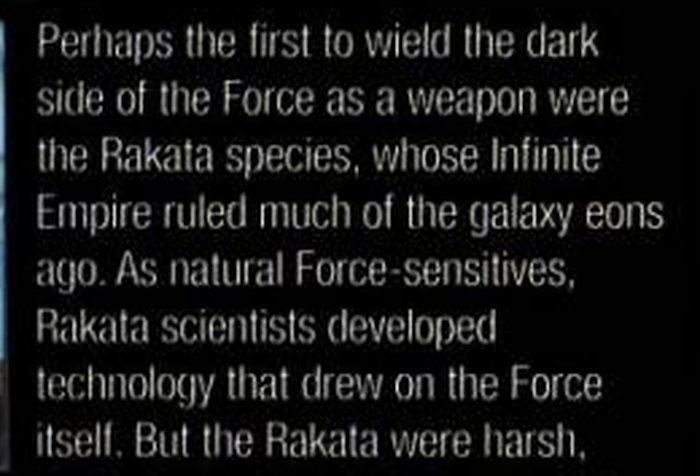 Perhaps the first to wield the dark
side of the Force as a weapon were
the Rakata species, whose Infinite
Empire ruled much of the galaxy eons
ago. As natural Force-sensitives,
Rakata scientists developed
technology that drew on the Force
itself. But the Rakata were harsh,